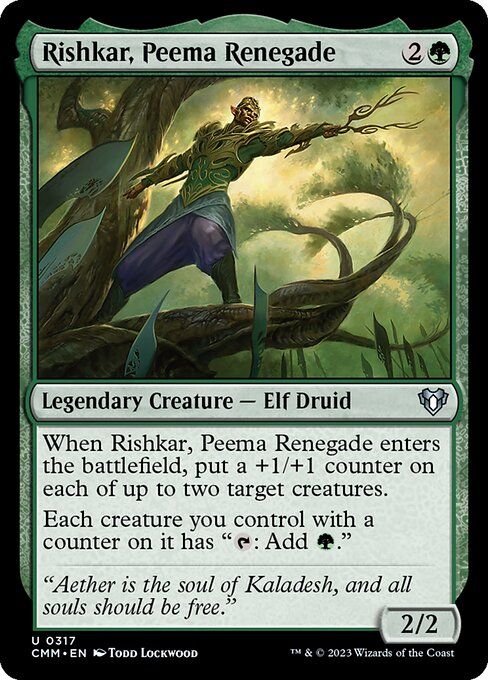 Rishkar, Peema Renegade 2
Legendary Creature — Elf Druid
When Rishkar, Peema Renegade enters
the battlefield, put a +1/+1 counter on
each of up to two target creatures.
Each creature you control with a
counter on it has “: Add .”
“Aether is the soul of Kaladesh, and all
souls should be free.”
2/2
U 0317
CMM • EN Todd Lockwood
™ & © 2023 Wizards of the Coast